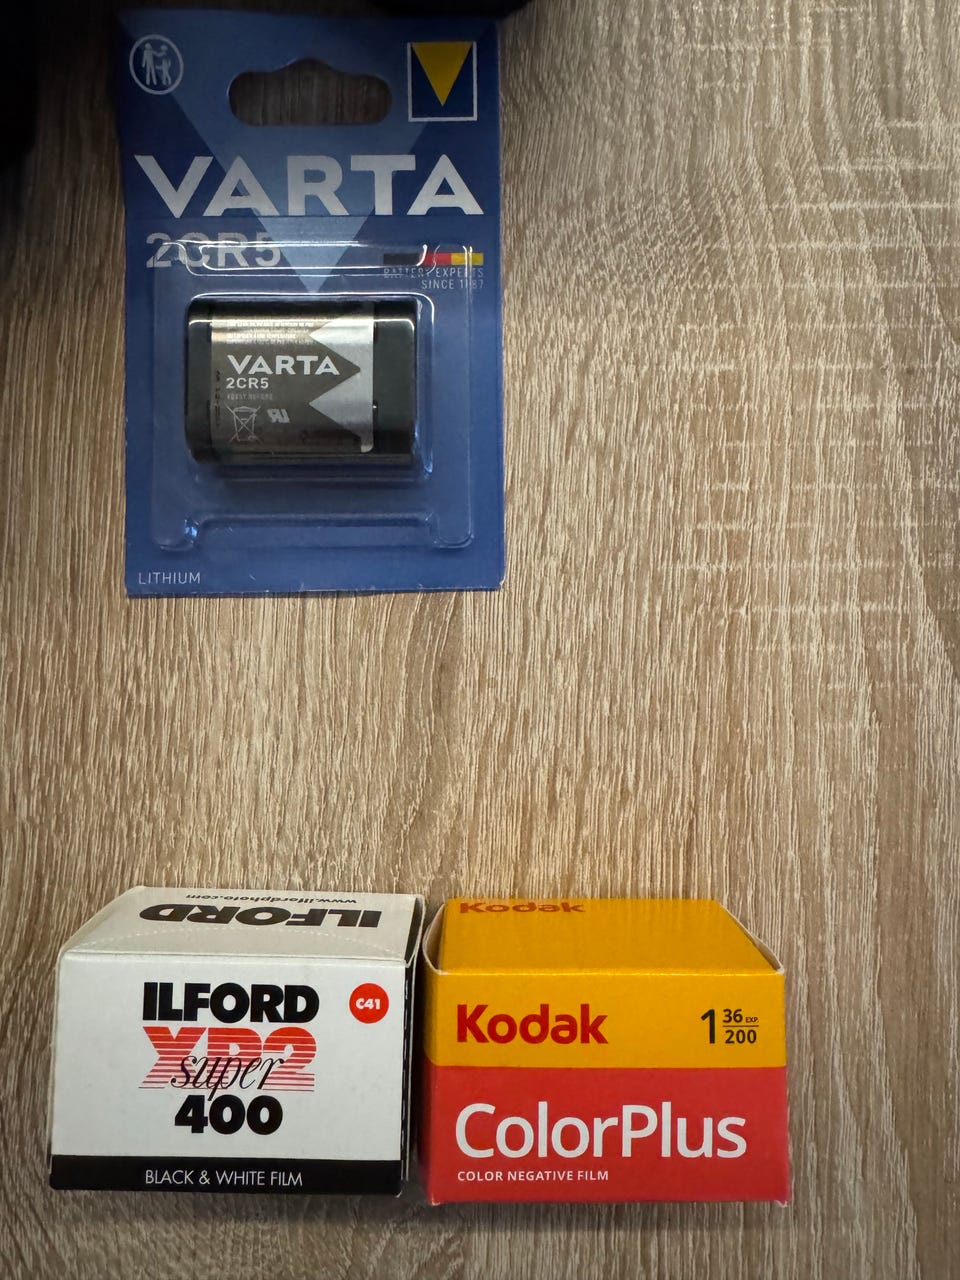 VARTA
2CR5
BATTERY EXPERTS
SINCE 1887
VARTA
2CR5
LITHIUM
www.ilfordphoto.com
ILFORD
ILFORD
C41
XP2
super
400
BLACK & WHITE FILM
Kodak
Kodak
1 36 EXP.
200
ColorPlus
COLOR NEGATIVE FILM